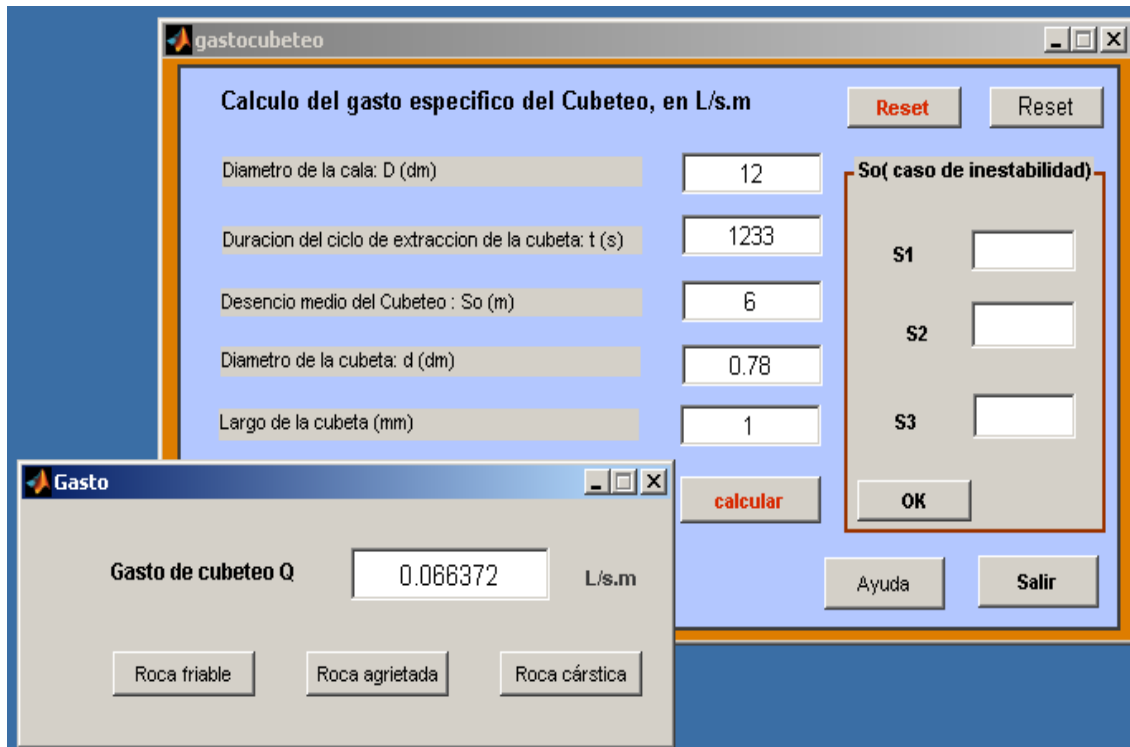 gastocubeteo
Calculo del gasto especifico del Cubeteo, en L/s.m
Reset
Reset
Diametro de la cala: D (dm)
12
So( caso de inestabilidad)
Duracion del ciclo de extraccion de la cubeta: t (s)
1233
S1
Desencio medio del Cubeteo : So (m)
6
S2
Diametro de la cubeta: d (dm)
0.78
Largo de la cubeta (mm)
1
S3
calcular
OK
Ayuda
Salir
Gasto
Gasto de cubeteo Q
0.066372
L/s.m
Roca friable
Roca agrietada
Roca cárstica